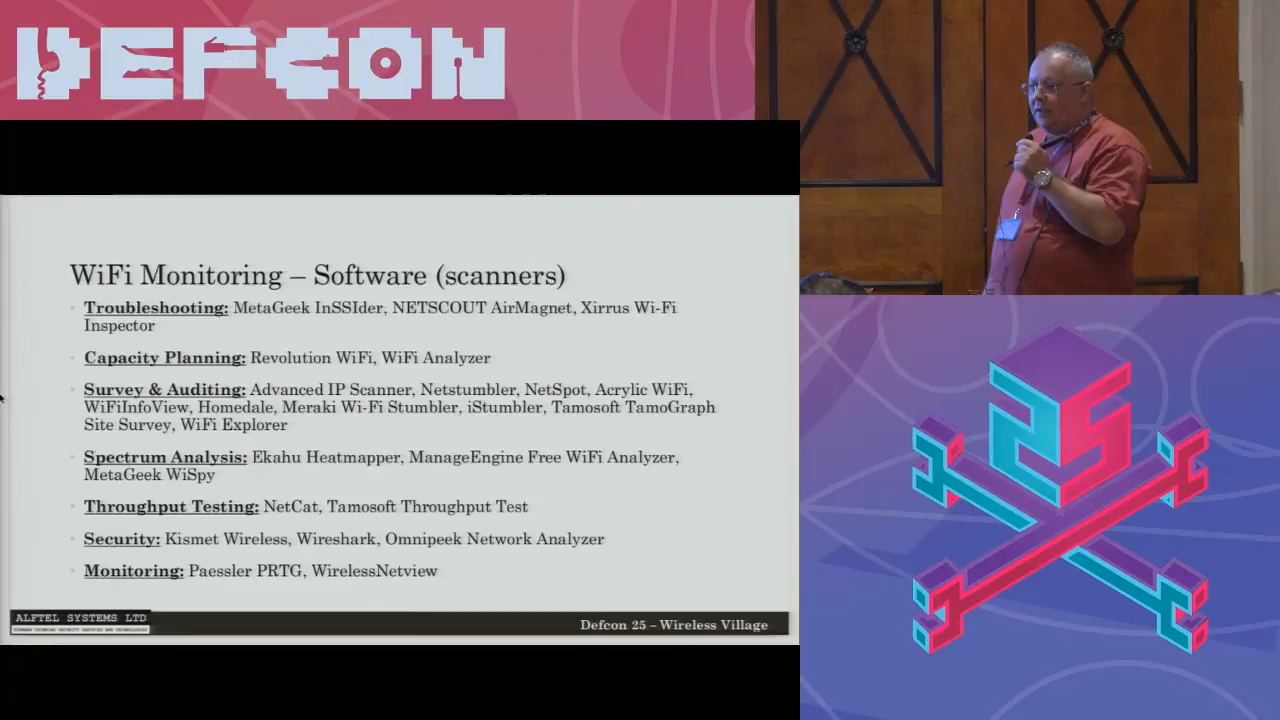 DEFCON
WiFi Monitoring – Software (scanners)
Troubleshooting: MetaGeek InSSIder, NETSCOUT AirMagnet, Xirrus Wi-Fi
Inspector
Capacity Planning: Revolution WiFi, WiFi Analyzer
Survey & Auditing: Advanced IP Scanner, Netstumbler, NetSpot, Acrylic WiFi,
WiFiInfoView, Homedale, Meraki Wi-Fi Stumbler, iStumbler, Tamosoft TamoGraph
Site Survey, WiFi Explorer
Spectrum Analysis: Ekahu Heatmapper, ManageEngine Free WiFi Analyzer,
MetaGeek WiSpy
Throughput Testing: NetCat, Tamosoft Throughput Test
Security: Kismet Wireless, Wireshark, Omnipeek Network Analyzer
Monitoring: Paessler PRTG, WirelessNetview
ALFTEL SYSTEMS LTD
Defcon 25 – Wireless Village
25